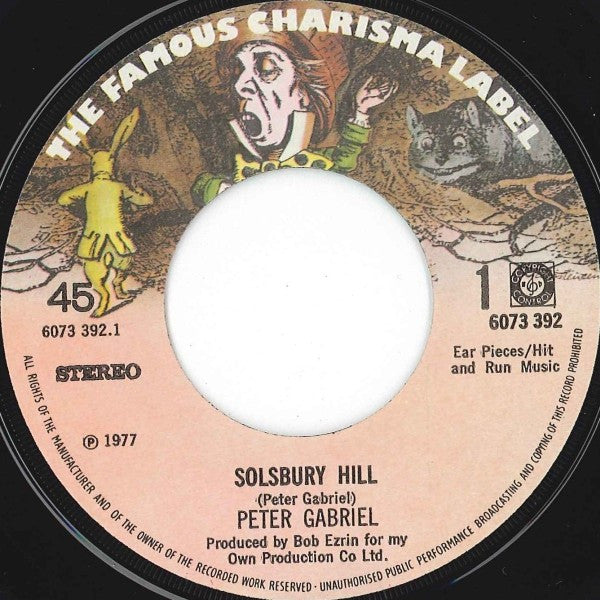 THE FAMOUS CHARISMA LABEL
45
1
COPYRIGHT
CONTROL
6073 392.1
6073 392
STEREO
Ear Pieces/Hit
and Run Music
℗ 1977
SOLSBURY HILL
(Peter Gabriel)
PETER GABRIEL
Produced by Bob Ezrin for my
Own Production Co Ltd.
ALL RIGHTS OF THE MANUFACTURER AND OF THE OWNER OF THE RECORDED WORK RESERVED · UNAUTHORISED PUBLIC PERFORMANCE BROADCASTING AND COPYING OF THIS RECORD PROHIBITED